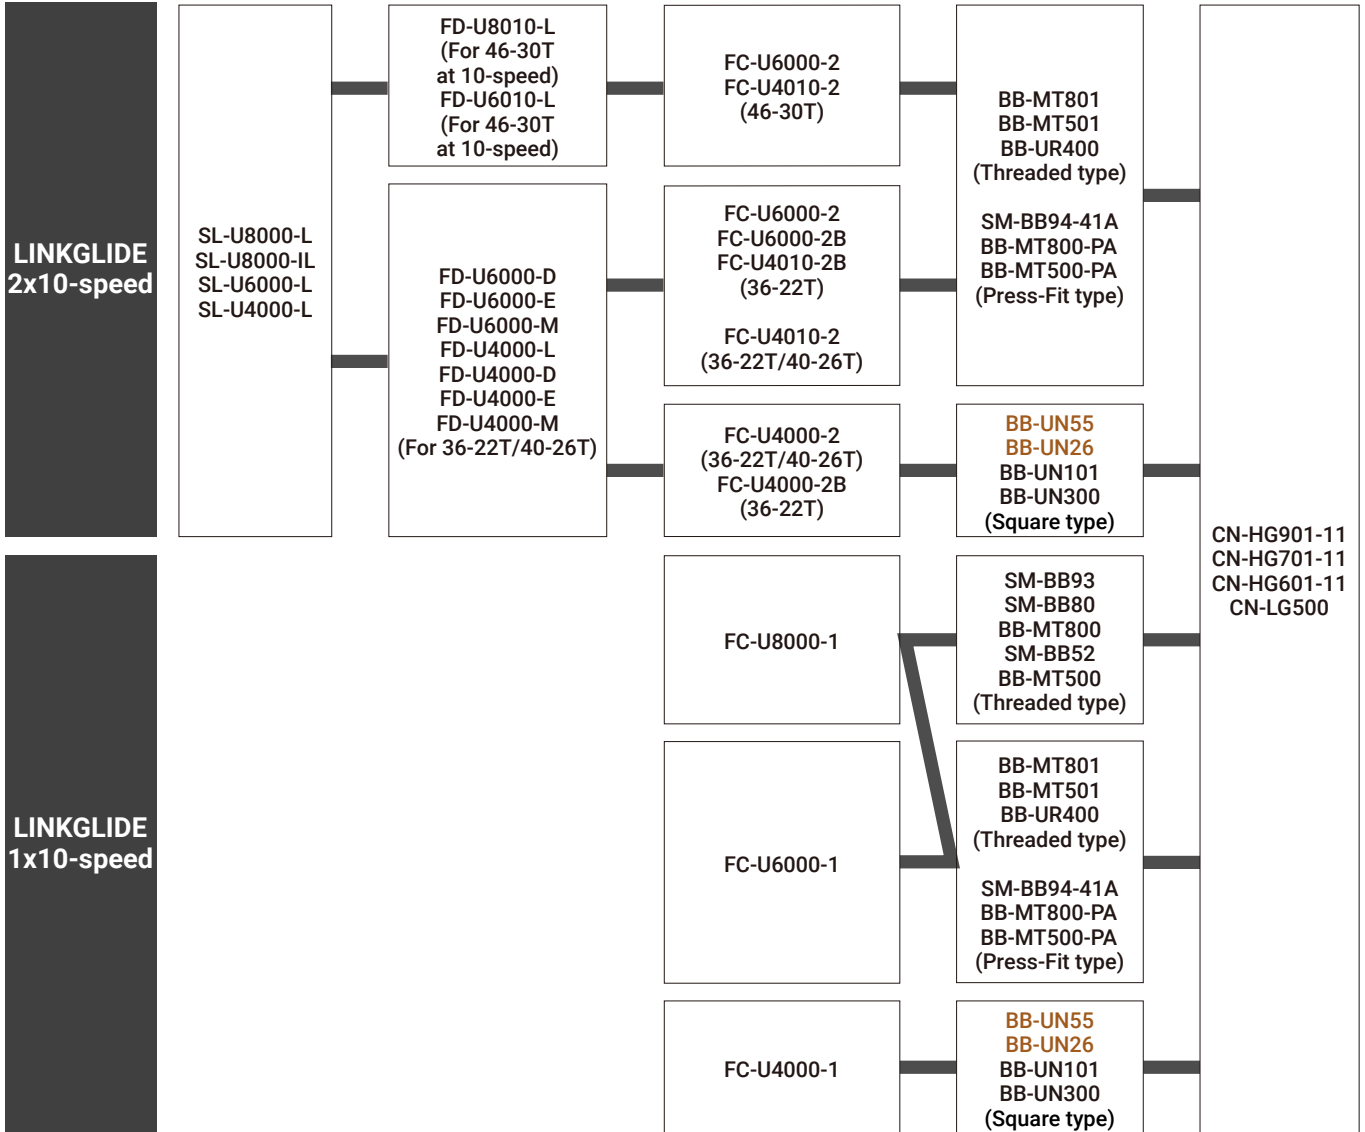 LINKGLIDE
2x10-speed
SL-U8000-L
SL-U8000-IL
SL-U6000-L
SL-U4000-L
FD-U8010-L
(For 46-30T
at 10-speed)
FD-U6010-L
(For 46-30T
at 10-speed)
FC-U6000-2
FC-U4010-2
(46-30T)
BB-MT801
BB-MT501
BB-UR400
(Threaded type)
SM-BB94-41A
BB-MT800-PA
BB-MT500-PA
(Press-Fit type)
FD-U6000-D
FD-U6000-E
FD-U6000-M
FD-U4000-L
FD-U4000-D
FD-U4000-E
FD-U4000-M
(For 36-22T/40-26T)
FC-U6000-2
FC-U6000-2B
FC-U4010-2B
(36-22T)
FC-U4010-2
(36-22T/40-26T)
FC-U4000-2
(36-22T/40-26T)
FC-U4000-2B
(36-22T)
BB-UN55
BB-UN26
BB-UN101
BB-UN300
(Square type)
CN-HG901-11
CN-HG701-11
CN-HG601-11
CN-LG500
LINKGLIDE
1x10-speed
FC-U8000-1
SM-BB93
SM-BB80
BB-MT800
SM-BB52
BB-MT500
(Threaded type)
FC-U6000-1
BB-MT801
BB-MT501
BB-UR400
(Threaded type)
SM-BB94-41A
BB-MT800-PA
BB-MT500-PA
(Press-Fit type)
FC-U4000-1
BB-UN55
BB-UN26
BB-UN101
BB-UN300
(Square type)